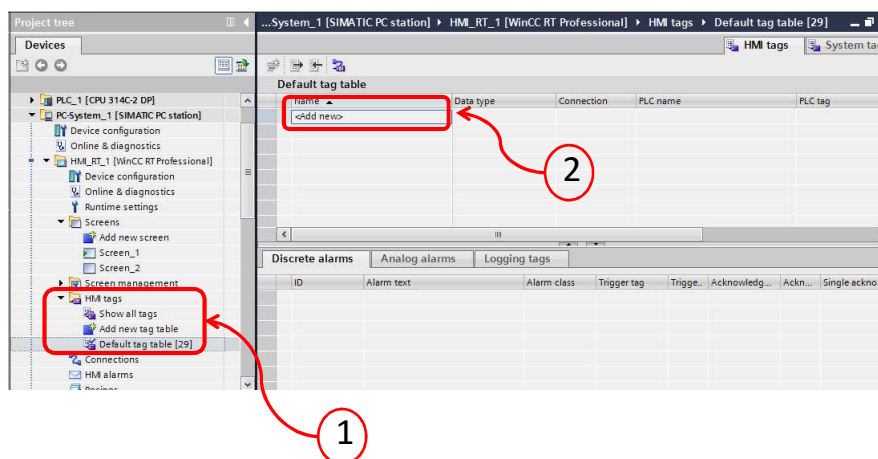 Project tree
...System_1 [SIMATIC PC station] ▸ HMI_RT_1 [WinCC RT Professional] ▸ HMI tags ▸ Default tag table [29]
Devices
HMI tags
System ta
Default tag table
Name
Data type
Connection
PLC name
PLC tag
<Add new>
PLC_1 [CPU 314C-2 DP]
PC-System_1 [SIMATIC PC station]
Device configuration
Online & diagnostics
HMI_RT_1 [WinCC RT Professional]
Device configuration
Online & diagnostics
Runtime settings
Screens
Add new screen
Screen_1
Screen_2
Screen management
HMI tags
Show all tags
Add new tag table
Default tag table [29]
Connections
HMI alarms
Recipes
2
Discrete alarms
Analog alarms
Logging tags
ID
Alarm text
Alarm class
Trigger tag
Trigge..
Acknowledg...
Ackn...
Single ackno
1